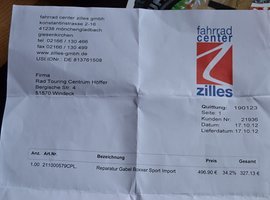 fahrrad center zilles gmbh
konstantinstrasse 2-16
41238 mönchengladbach
giesenkirchen
tel 02166 / 130 466
fax 02166 / 130 499
www.zilles-gmbh.de
USt.IDNr.: DE 813761508
fahrrad
center
zilles
Firma
Rad Touring Centrum Höffer
Bergische Str. 4
51570 Windeck
Quittung: 190123
Seite: 1
Kunden Nr.: 21936
Datum: 17.10.12
Lieferdatum: 17.10.12
Anz. Art.Nr. Bezeichnung Preis Gesamt
1.00 211000579CPL Reparatur Gabel Boxxer Sport Import 496.90 € 34.2% 327.13 €